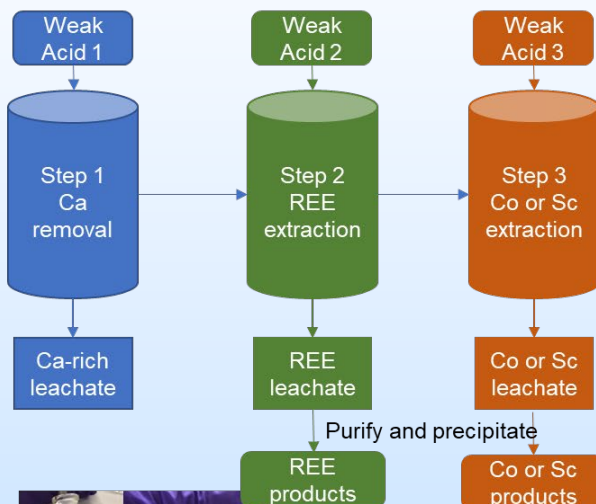 Weak
Acid 1
Weak
Acid 2
Weak
Acid 3
Step 1
Ca
removal
Step 2
REE
extraction
Step 3
Co or Sc
extraction
Ca-rich
leachate
REE
leachate
Co or Sc
leachate
Purify and precipitate
REE
products
Co or Sc
products